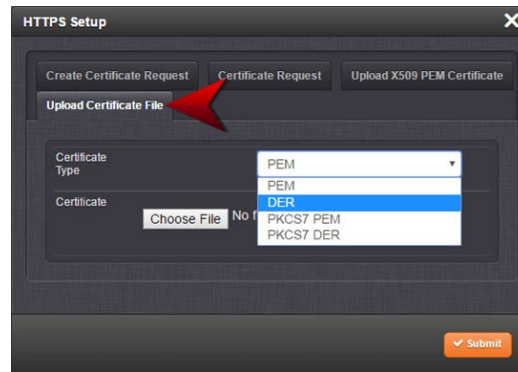 HTTPS Setup
Create Certificate Request Certificate Request Upload X509 PEM Certificate
Upload Certificate File
Certificate Type PEM
PEM
DER
Certificate
Choose File No f
PKCS7 PEM
PKCS7 DER
Submit